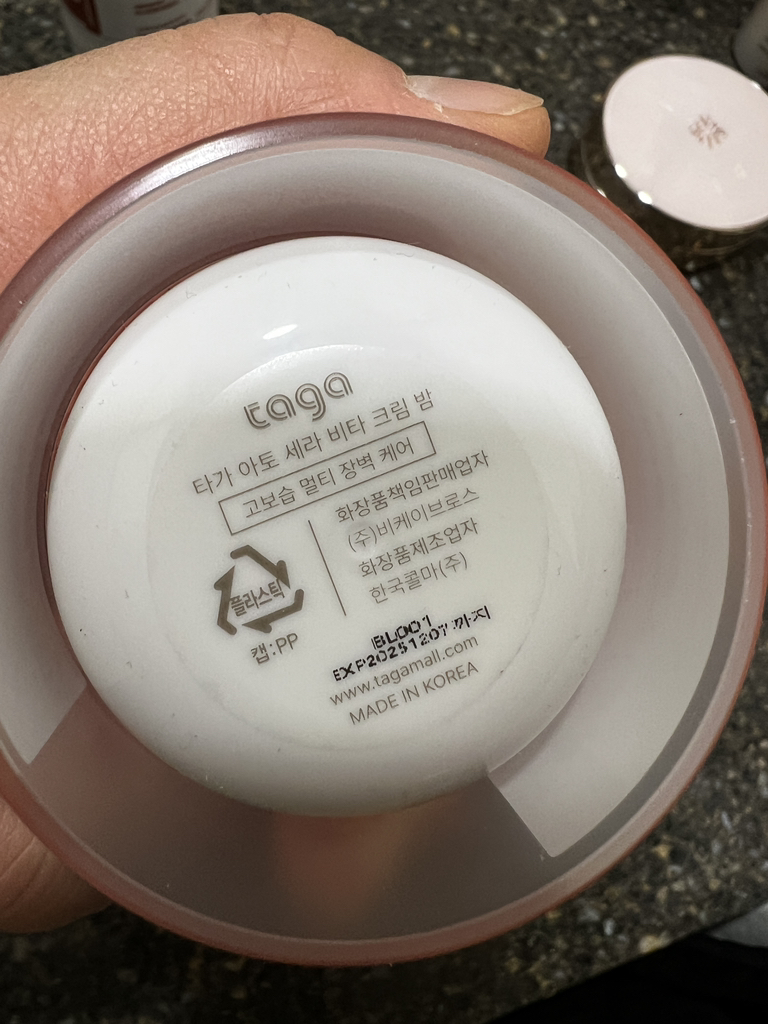 taga
타가 아토 세라 비타 크림 밤
고보습 멀티 장벽 케어
화장품책임판매업자
(주)비케이브로스
화장품제조업자
한국콜마(주)
플라스틱
캡:PP
BL001
EXP20251207까지
www.tagamall.com
MADE IN KOREA